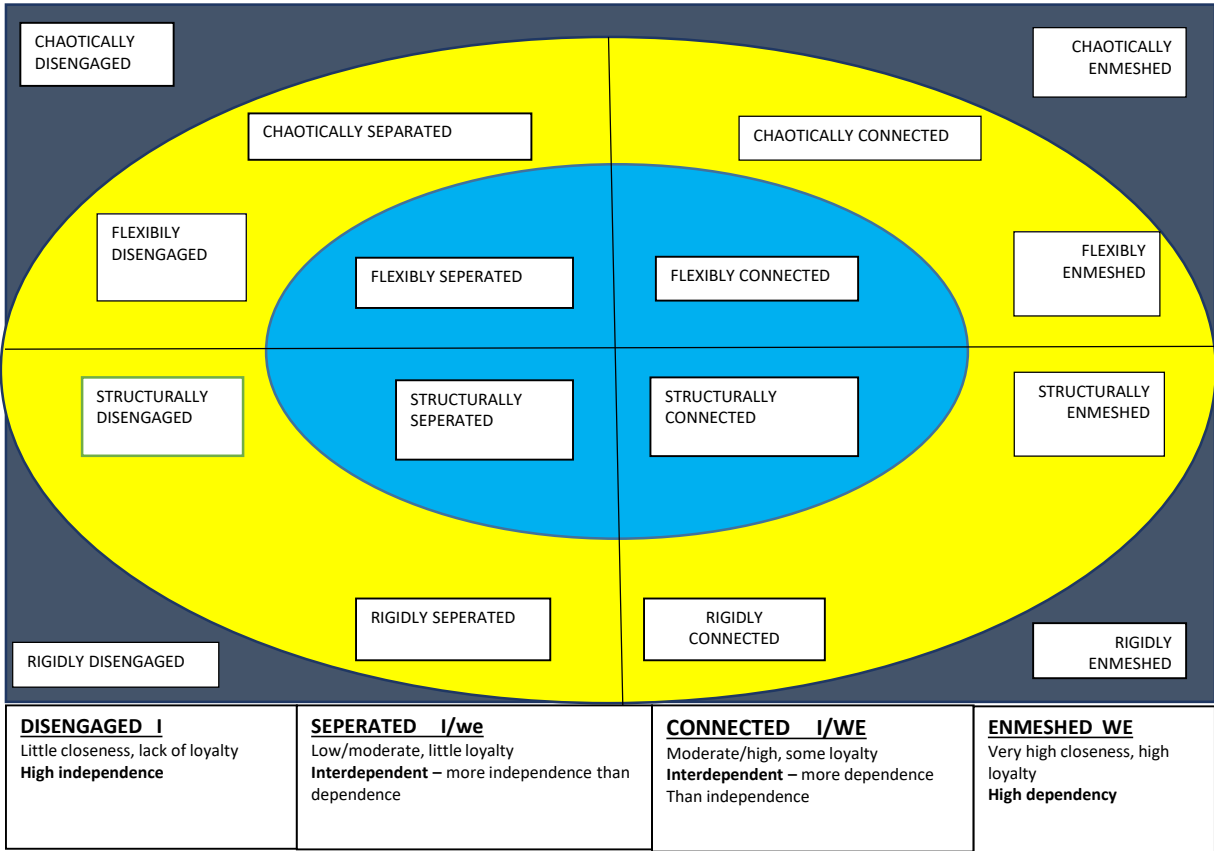 CHAOTICALLY
DISENGAGED
CHAOTICALLY
ENMESHED
CHAOTICALLY SEPARATED
CHAOTICALLY CONNECTED
FLEXIBILY
DISENGAGED
FLEXIBLY SEPERATED
FLEXIBLY CONNECTED
FLEXIBLY
ENMESHED
STRUCTURALLY
DISENGAGED
STRUCTURALLY
SEPERATED
STRUCTURALLY
CONNECTED
STRUCTURALLY
ENMESHED
RIGIDLY SEPERATED
RIGIDLY
CONNECTED
RIGIDLY DISENGAGED
RIGIDLY
ENMESHED
DISENGAGED I
Little closeness, lack of loyalty
High independence
SEPERATED I/we
Low/moderate, little loyalty
Interdependent – more independence than
dependence
CONNECTED I/WE
Moderate/high, some loyalty
Interdependent – more dependence
Than independence
ENMESHED WE
Very high closeness, high
loyalty
High dependency